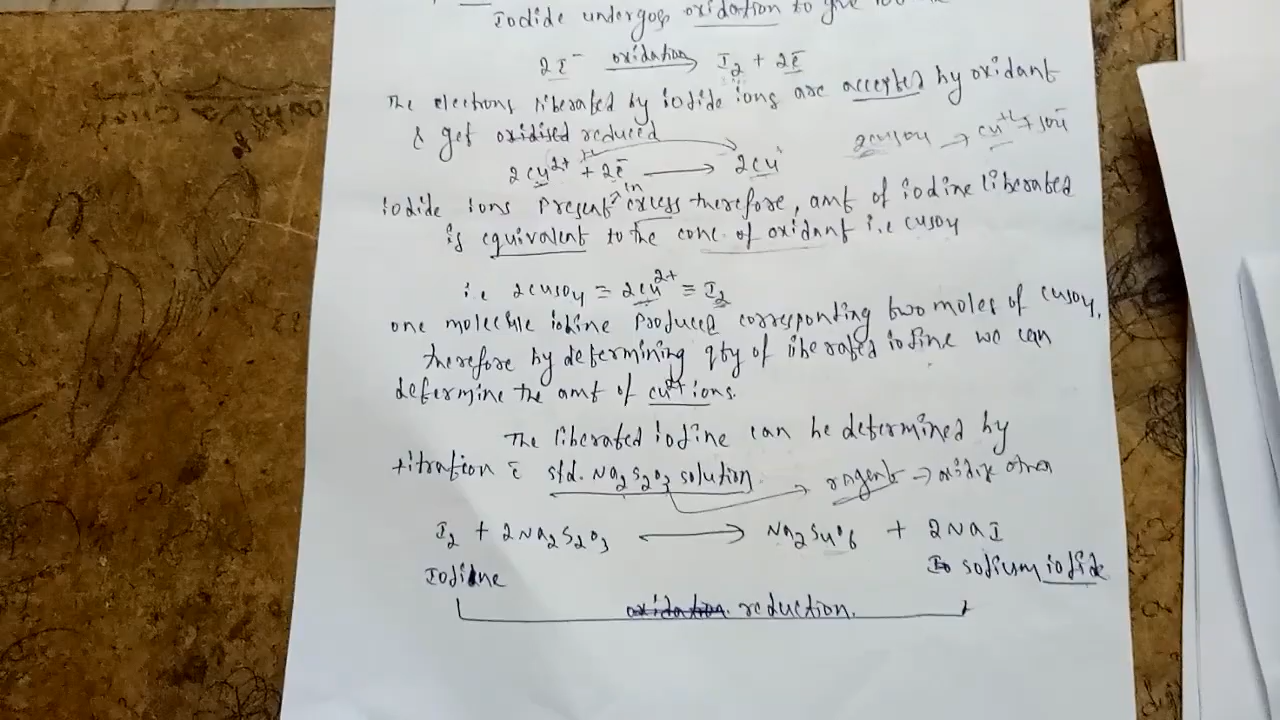 Iodide undergoes oxidation to give
2I⁻ oxidation→ I₂ + 2ē
The electrons liberated by iodide ions are accepted by oxidant
& get oxidised reduced
2CuSO4 → Cu⁺²+ SO4⁻
2Cu²⁺ + 2ē → 2Cu⁺
iodide ions present in excess therefore, amt of iodine liberated
is equivalent to the conc. of oxidant i.e CuSO4
i.e 2CuSO4 ≡ 2Cu²⁺ ≡ I₂
one molecule iodine produced corresponding two moles of CuSO4,
therefore by determining qty of liberated iodine we can
determine the amt of Cu²⁺ ions.
The liberated iodine can be determined by
titration c̄ std. Na₂S₂O₃ solution → → oxidise other
I₂ + 2Na₂S₂O₃ ⟶ Na₂S4O6 + 2NaI
Iodine sodium iodide
oxidation reduction.